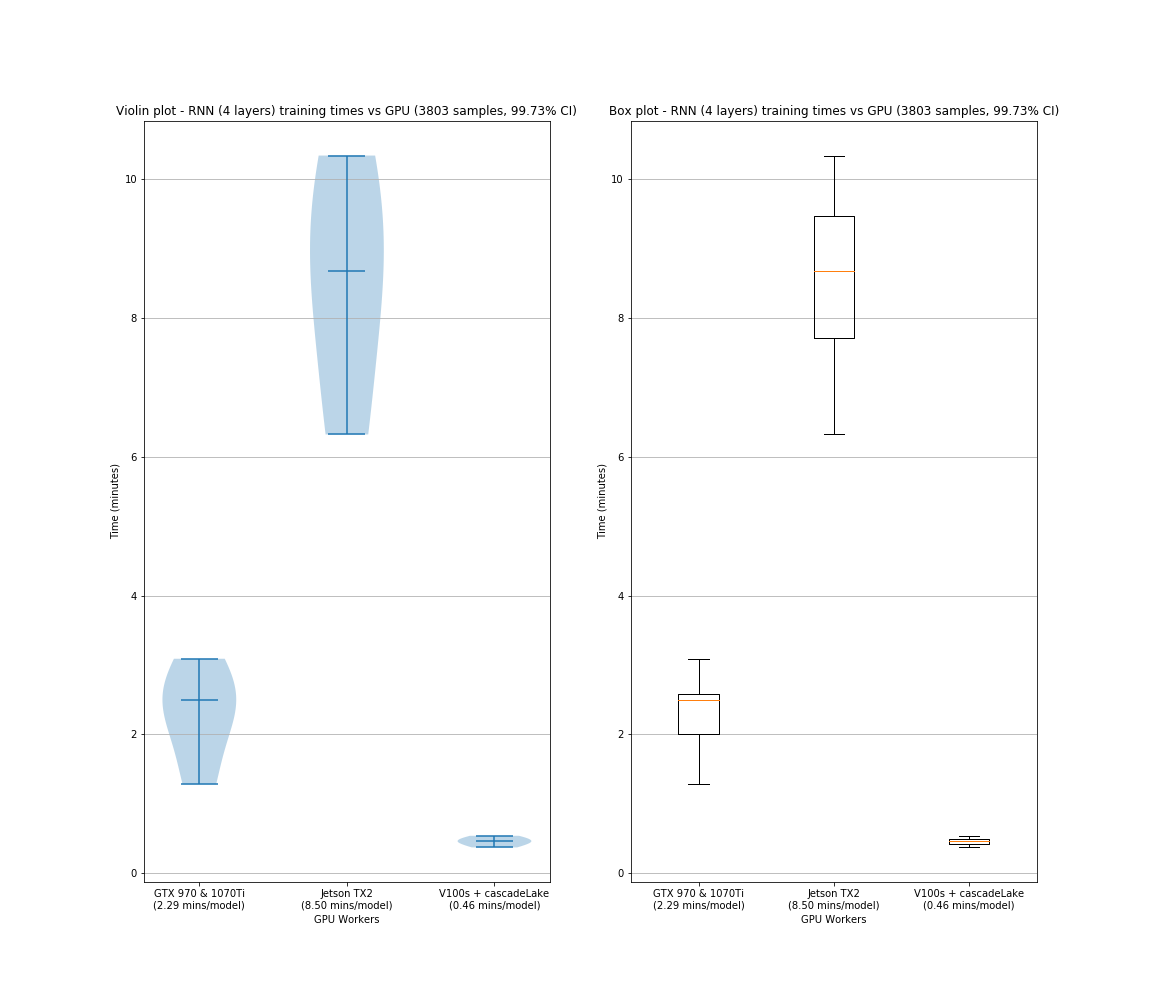 Violin plot - RNN (4 layers) training times vs GPU (3803 samples, 99.73% CI)
10
8
6
4
2
0
Time (minutes)
GTX 970 & 1070Ti
(2.29 mins/model)
Jetson TX2
(8.50 mins/model)
V100s + cascadeLake
(0.46 mins/model)
GPU Workers
Box plot - RNN (4 layers) training times vs GPU (3803 samples, 99.73% CI)
10
8
6
4
2
0
Time (minutes)
GTX 970 & 1070Ti
(2.29 mins/model)
Jetson TX2
(8.50 mins/model)
V100s + cascadeLake
(0.46 mins/model)
GPU Workers